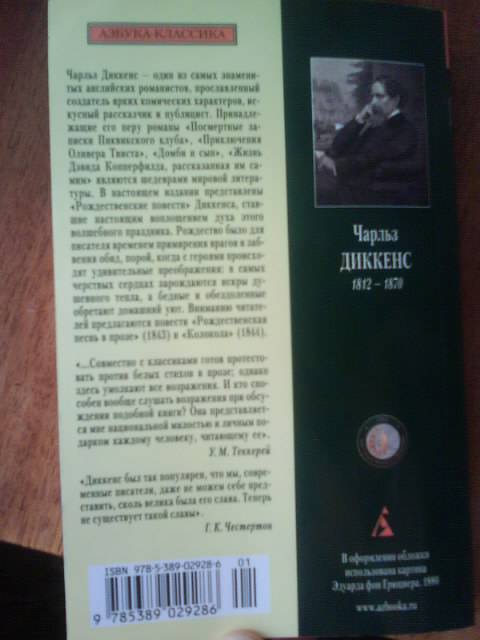 АЗБУКА-КЛАССИКА
Чарльз Диккенс – один из самых знамени-
тых английских романистов, прославленный
создатель ярких комических характеров, ис-
кусный рассказчик и публицист. Принадле-
жащие его перу романы «Посмертные за-
писки Пиквикского клуба», «Приключения
Оливера Твиста», «Домби и сын», «Жизнь
Дэвида Копперфилда, рассказанная им са-
мим» являются шедеврами мировой литера-
туры. В настоящем издании представлены
«Рождественские повести» Диккенса, став-
шие настоящим воплощением духа этого
волшебного праздника. Рождество было для
писателя временем примирения врагов и заб-
вения обид, порой, когда с героями происхо-
дят удивительные преображения: в самых
черствых сердцах зарождаются искры ду-
шевного тепла, а бедные и обездоленные
обретают домашний уют. Вниманию читате-
лей предлагаются повести «Рождественская
песнь в прозе» (1843) и «Колокола» (1844).
«...Совместно с классиками готов протесто-
вать против белых стихов в прозе; однако
здесь умолкают все возражения. И кто спо-
собен вообще слушать возражения при обсу-
ждении подобной книги? Она представляет-
ся мне национальной милостью и личным по-
дарком каждому человеку, читающему ее».
У. М. Теккерей
«Диккенс был так популярен, что мы, совре-
менные писатели, даже не можем себе пред-
ставить, сколь велика была его слава. Теперь
не существует такой славы».
Г. К. Честертон
ISBN 978-5-389-02928-6
01
9 785389 029286
Чарльз
ДИККЕНС
1812 – 1870
В оформлении обложки
использована картина
Эдуарда фон Грюцнера. 1880
www.azbooka.ru